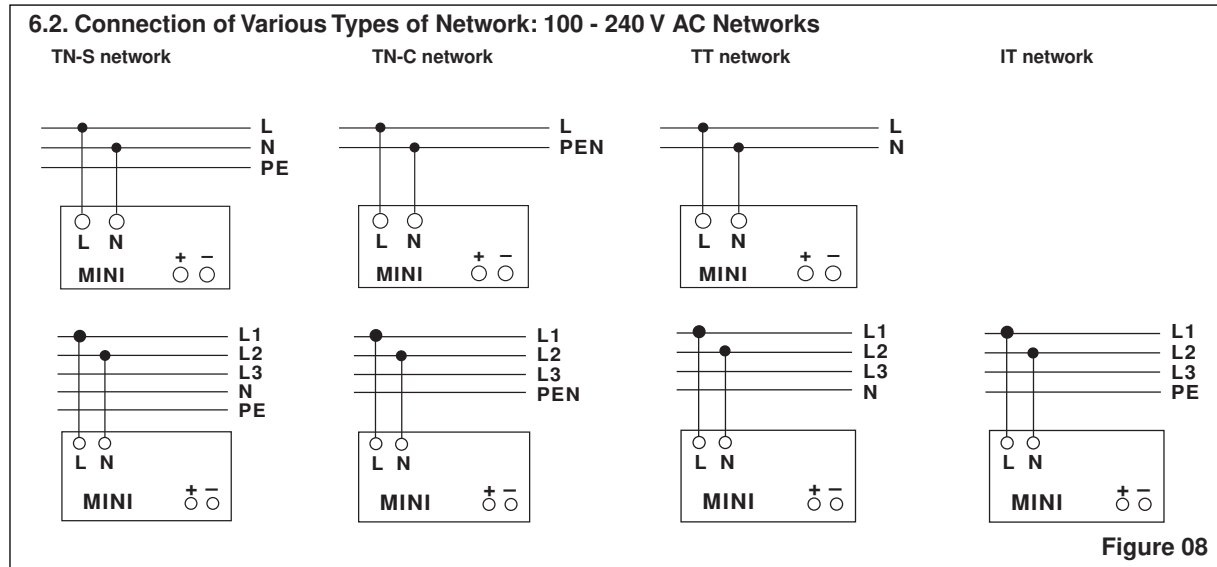 6.2. Connection of Various Types of Network: 100 - 240 V AC Networks
TN-S network
TN-C network
TT network
IT network
L
N
PE
L N
+ –
MINI
L
PEN
L N
+ –
MINI
L
N
L N
+ –
MINI
L1
L2
L3
N
PE
L N
MINI + –
L1
L2
L3
PEN
L N
MINI + –
L1
L2
L3
N
L N
MINI + –
L1
L2
L3
PE
L N
MINI + –
Figure 08